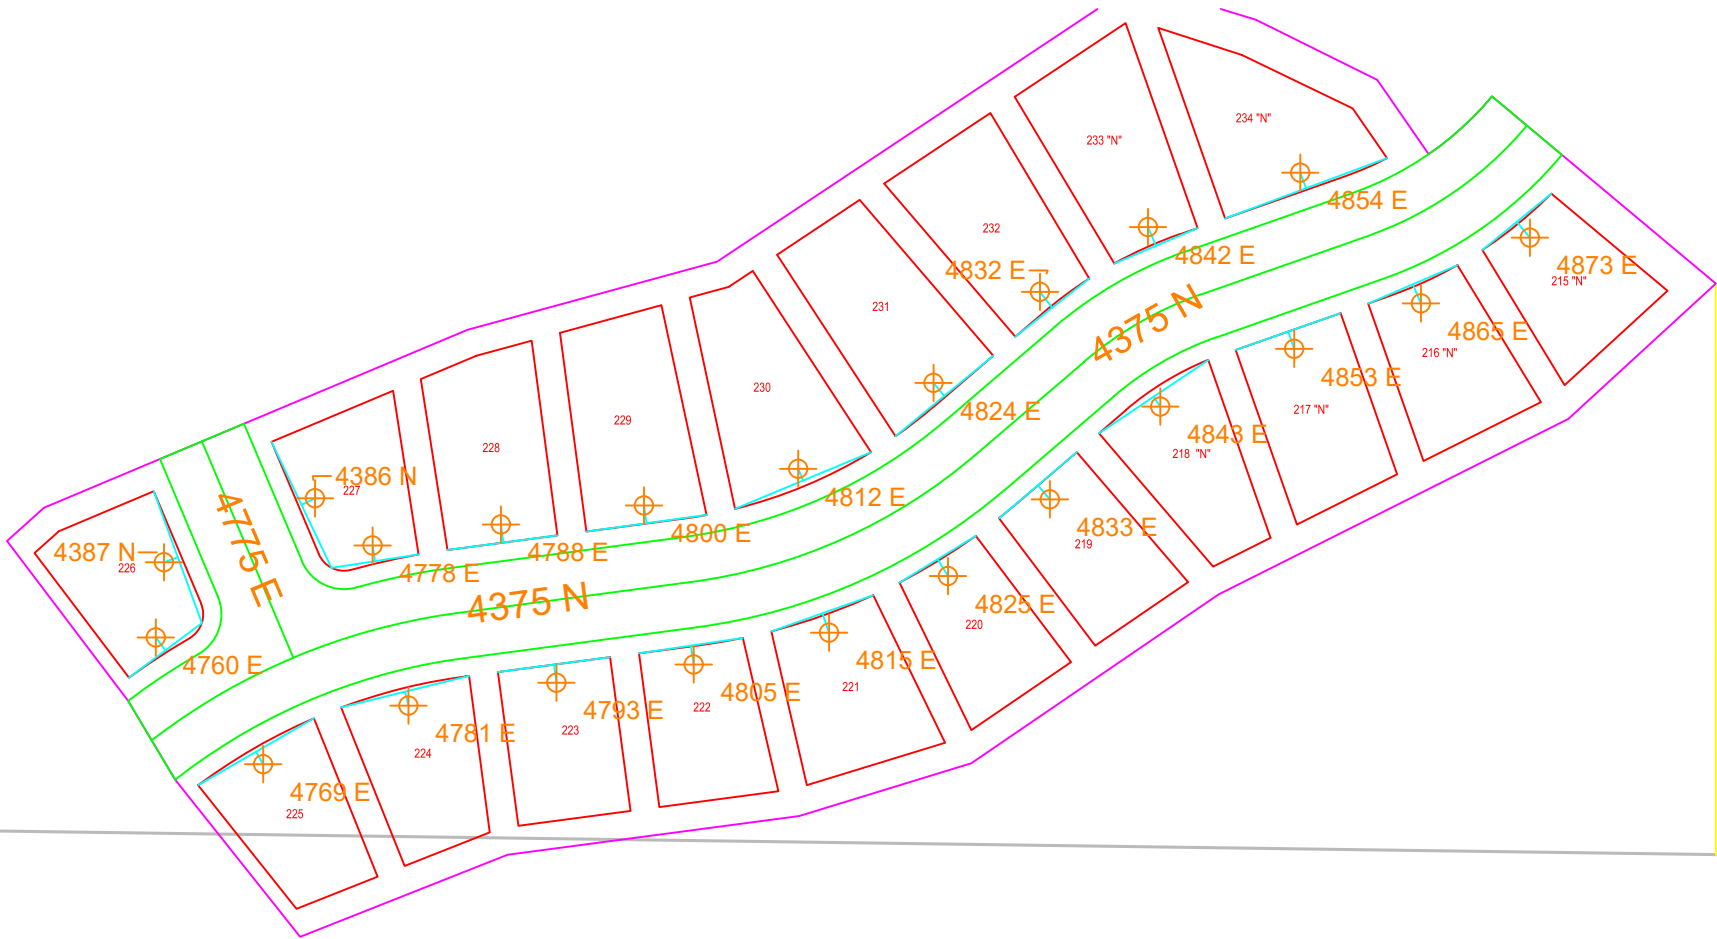 234 "N"
233 "N"
4854 E
232
4842 E
4832 E
4873 E
215 "N"
231
4375 N
4865 E
216 "N"
4853 E
230
4824 E
217 "N"
229
4843 E
218 "N"
228
4386 N
227
4812 E
4833 E
219
4800 E
4775 E
4788 E
4387 N
226
4778 E
4375 N
4825 E
220
4760 E
4815 E
221
4805 E
222
4793 E
223
4781 E
224
4769 E
225